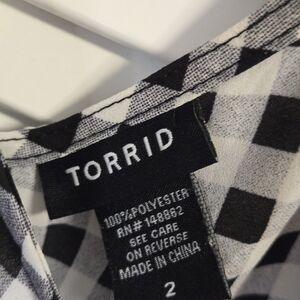 TORRID
100% POLYESTER
RN# 148862
SEE CARE
ON REVERSE
MADE IN CHINA
2